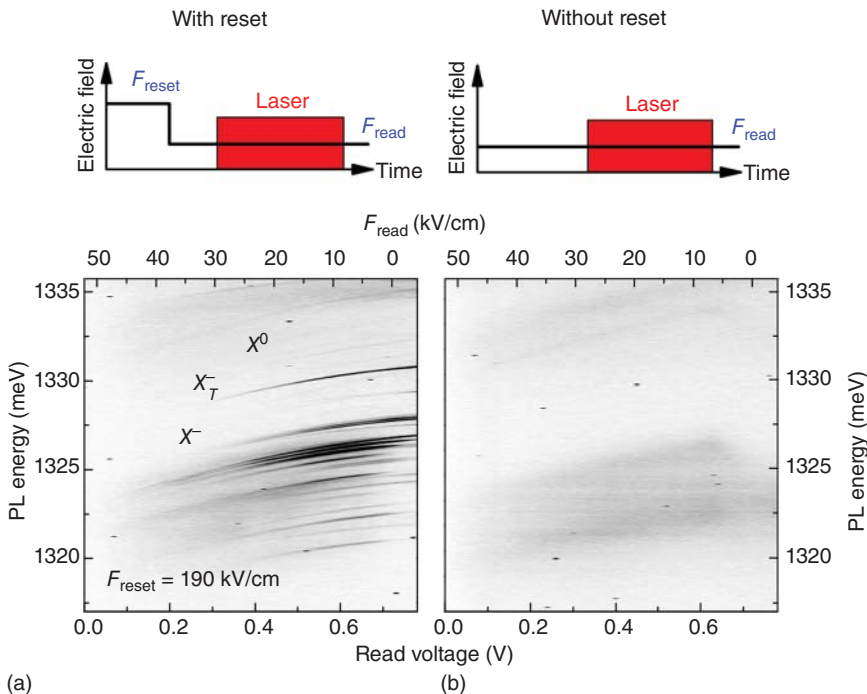 With reset
Without reset
Electric field
F_reset
Laser
F_read
Time
Electric field
Laser
F_read
Time
F_read (kV/cm)
50 40 30 20 10 0
50 40 30 20 10 0
PL energy (meV)
1335
1330
1325
1320
X^0
X_T^-
X^-
F_reset = 190 kV/cm
1335
1330
1325
1320
PL energy (meV)
0.0 0.2 0.4 0.6
0.0 0.2 0.4 0.6
Read voltage (V)
(a)
(b)